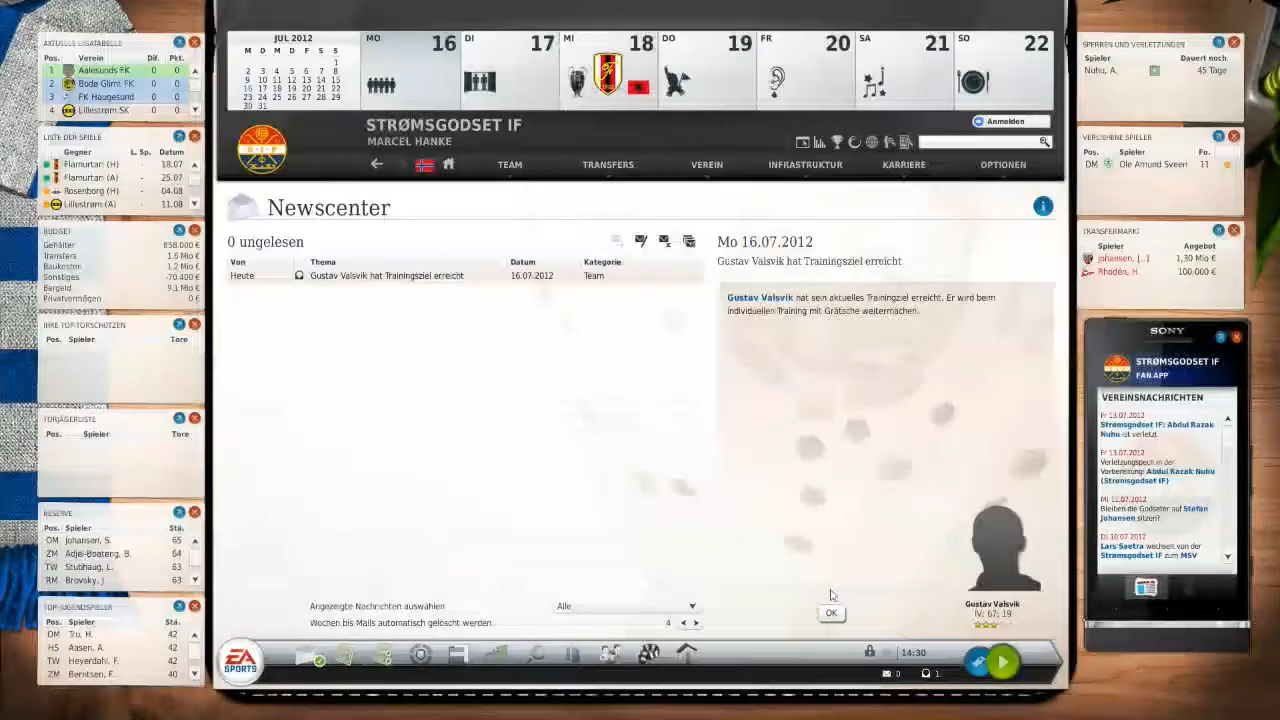 AKTUELLE LIGATABELLE
Pos. Verein Dif. Pkt.
1 Aalesunds FK 0 0
2 Bodø Glimt FK 0 0
3 FK Haugesund 0 0
4 Lillestrøm SK 0 0
LISTE DER SPIELE
Gegner L. Sp. Datum
Flamurtari (H) - 18.07
Flamurtari (A) - 25.07
Rosenborg (H) - 04.08
Lillestrøm (A) - 11.08
BUDGET
Gehälter 858.000 €
Transfers 1.6 Mio €
Baukosten 1.2 Mio €
Sonstiges -70.400 €
Bargeld 9,1 Mio €
Privatvermögen 0 €
IHRE TOP-TORSCHÜTZEN
Pos. Spieler Tore
TORJÄGERLISTE
Pos. Spieler Tore
RESERVE
Pos. Spieler Stä.
OM Johansen, S. 65
ZM Adjei-Boateng, B. 64
TW Stubhaug, L. 63
RM Brovsky, J 63
TOP-JUGENDSPIELER
Pos. Spieler Stä.
OM Tru, H. 42
HS Aasen, A. 42
TW Heyerdahl, F. 42
ZM Berntsen, F. 40
JUL 2012
M D M D F S S
1
2 3 4 5 6 7 8
9 10 11 12 13 14 15
16 17 18 19 20 21 22
23 24 25 26 27 28 29
30 31
MO 16
DI 17
MI 18
DO 19
FR 20
SA 21
SO 22
STRØMSGODSET IF
MARCEL HANKE
Anmelden
TEAM TRANSFERS VEREIN INFRASTRUKTUR KARRIERE OPTIONEN
Newscenter
0 ungelesen
Von Thema Datum Kategorie
Heute Gustav Valsvik hat Trainingsziel erreicht 16.07.2012 Team
Mo 16.07.2012
Gustav Valsvik hat Trainingsziel erreicht
Gustav Valsvik hat sein aktuelles Trainingziel erreicht. Er wird beim
individuellen Training mit Grätsche weitermachen.
Gustav Valsvik
IV: 67; 19
OK
Angezeigte Nachrichten auswählen Alle
Wochen bis Mails automatisch gelöscht werden 4
EA SPORTS
14:30
0 1
SPERREN UND VERLETZUNGEN
Spieler Dauert noch
Nuhu, A. 45 Tage
VERLIEHENE SPIELER
Pos. Spieler Fo.
DM Ole Amund Sveen 11
TRANSFERMARKT
Spieler Angebot
Johansen, [..] 1,30 Mio €
Rhodén, H. 100.000 €
SONY
STRØMSGODSET IF
FAN APP
VEREINSNACHRICHTEN
Fr 13.07.2012
Strømsgodset IF: Abdul Razak
Nuhu ist verletzt.
Fr 13.07.2012
Verletzungspech in der
Vorbereitung: Abdul Razak Nuhu
(Strømsgodset IF)
Mi 11.07.2012
Bleiben die Godseter auf Stefan
Johansen sitzen?
Di 10.07.2012
Lars Saetra wechselt von der
Strømsgodset IF zum MSV